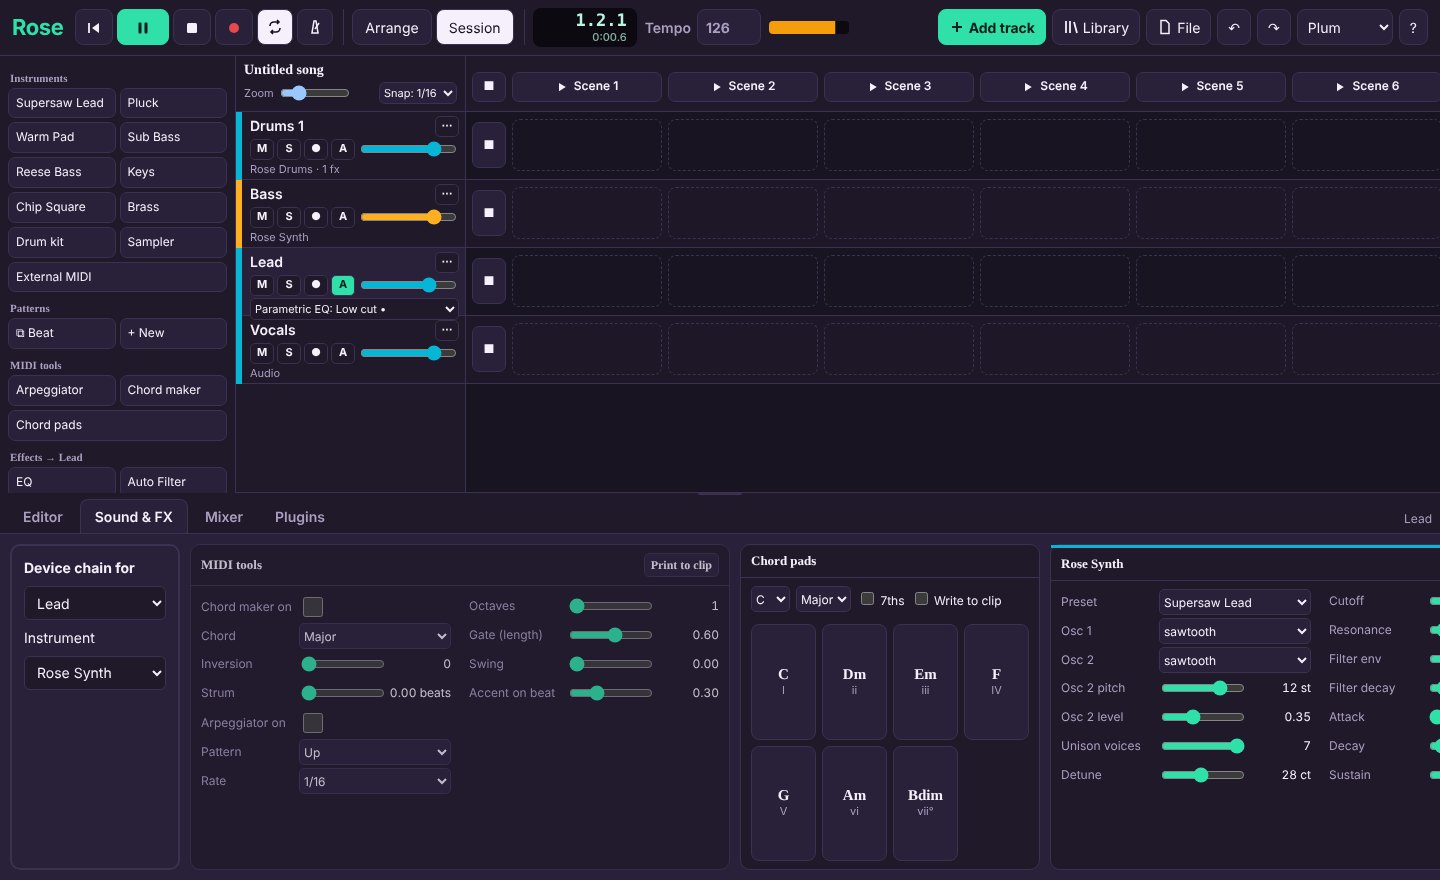 Rose
Arrange
Session
1.2.1
0:00.6
Tempo
126
+ Add track
Library
File
Plum
?
Instruments
Supersaw Lead
Pluck
Warm Pad
Sub Bass
Reese Bass
Keys
Chip Square
Brass
Drum kit
Sampler
External MIDI
Patterns
Beat
+ New
MIDI tools
Arpeggiator
Chord maker
Chord pads
Effects → Lead
EQ
Auto Filter
Untitled song
Zoom
Snap: 1/16
Scene 1
Scene 2
Scene 3
Scene 4
Scene 5
Scene 6
Drums 1
...
M
S
A
Rose Drums · 1 fx
Bass
...
M
S
A
Rose Synth
Lead
...
M
S
A
Parametric EQ: Low cut •
Vocals
...
M
S
A
Audio
Editor
Sound & FX
Mixer
Plugins
Lead
Device chain for
Lead
Instrument
Rose Synth
MIDI tools
Print to clip
Chord maker on
Chord
Major
Inversion
0
Strum
0.00 beats
Arpeggiator on
Pattern
Up
Rate
1/16
Octaves
1
Gate (length)
0.60
Swing
0.00
Accent on beat
0.30
Chord pads
C
Major
7ths
Write to clip
C
I
Dm
ii
Em
iii
F
IV
G
V
Am
vi
Bdim
vii°
Rose Synth
Preset
Supersaw Lead
Osc 1
sawtooth
Osc 2
sawtooth
Osc 2 pitch
12 st
Osc 2 level
0.35
Unison voices
7
Detune
28 ct
Cutoff
Resonance
Filter env
Filter decay
Attack
Decay
Sustain